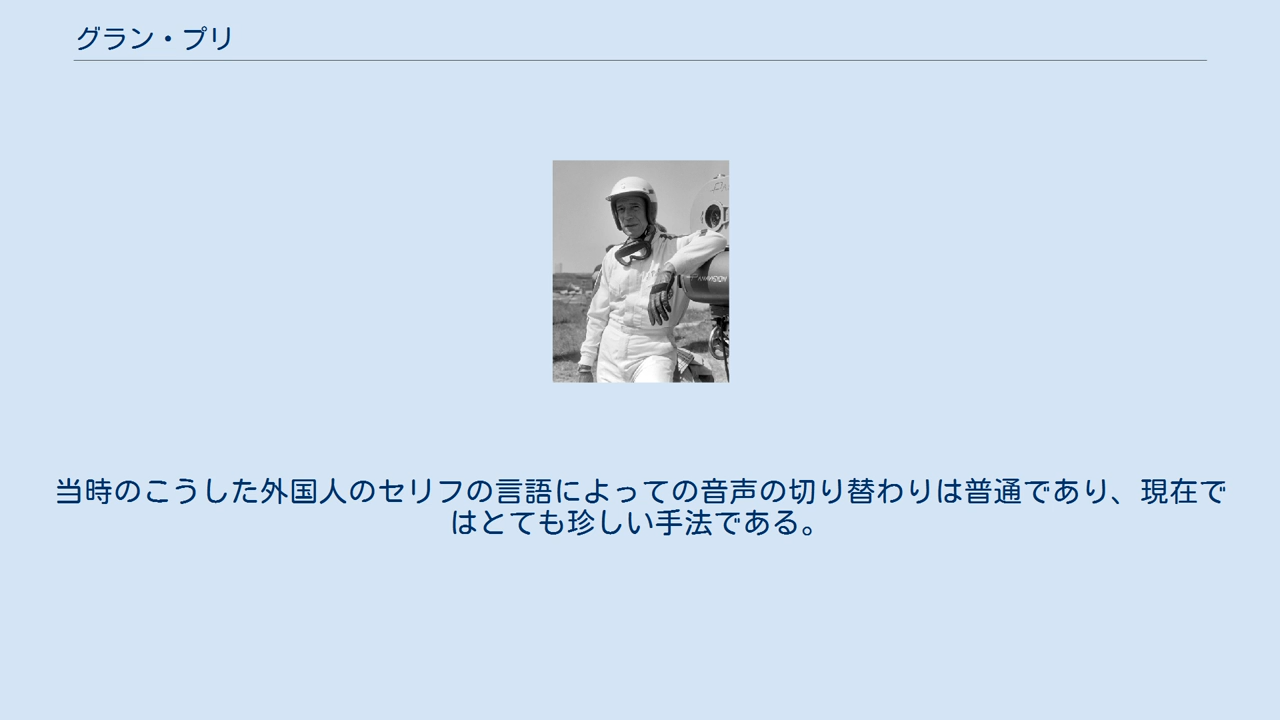 グラン・プリ
当時のこうした外国人のセリフの言語によっての音声の切り替わりは普通であり、現在で
はとても珍しい手法である。